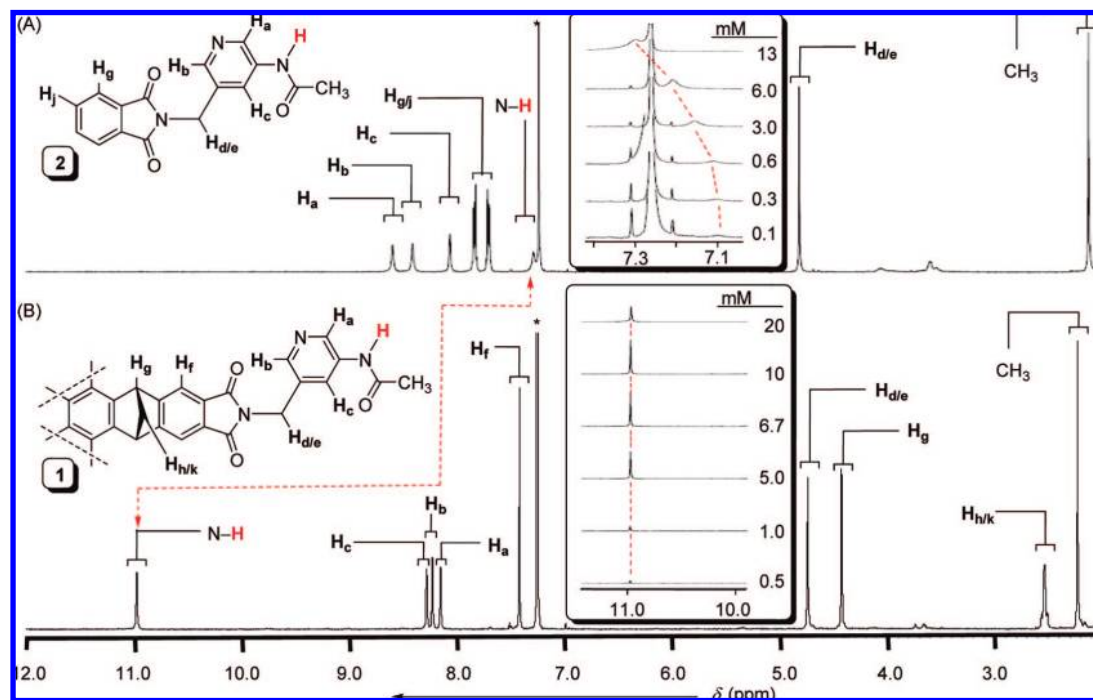 (A)
Ha
H
N
N
Hb
CH3
O
Hc
Hg
Hj
O
N
O
Hd/e
2
Ha
Hb
Hc
Hg/j
N–H
*
mM
13
6.0
3.0
0.6
0.3
0.1
7.3
7.1
Hd/e
CH3
(B)
Ha
H
N
N
Hb
CH3
O
Hc
Hg
Hf
O
N
O
Hd/e
Hh/k
1
N–H
Hc
Hb
Ha
Hf
*
mM
20
10
6.7
5.0
1.0
0.5
11.0
10.0
Hd/e
Hg
CH3
Hh/k
12.0
11.0
10.0
9.0
8.0
7.0
6.0
5.0
4.0
3.0
δ (ppm)